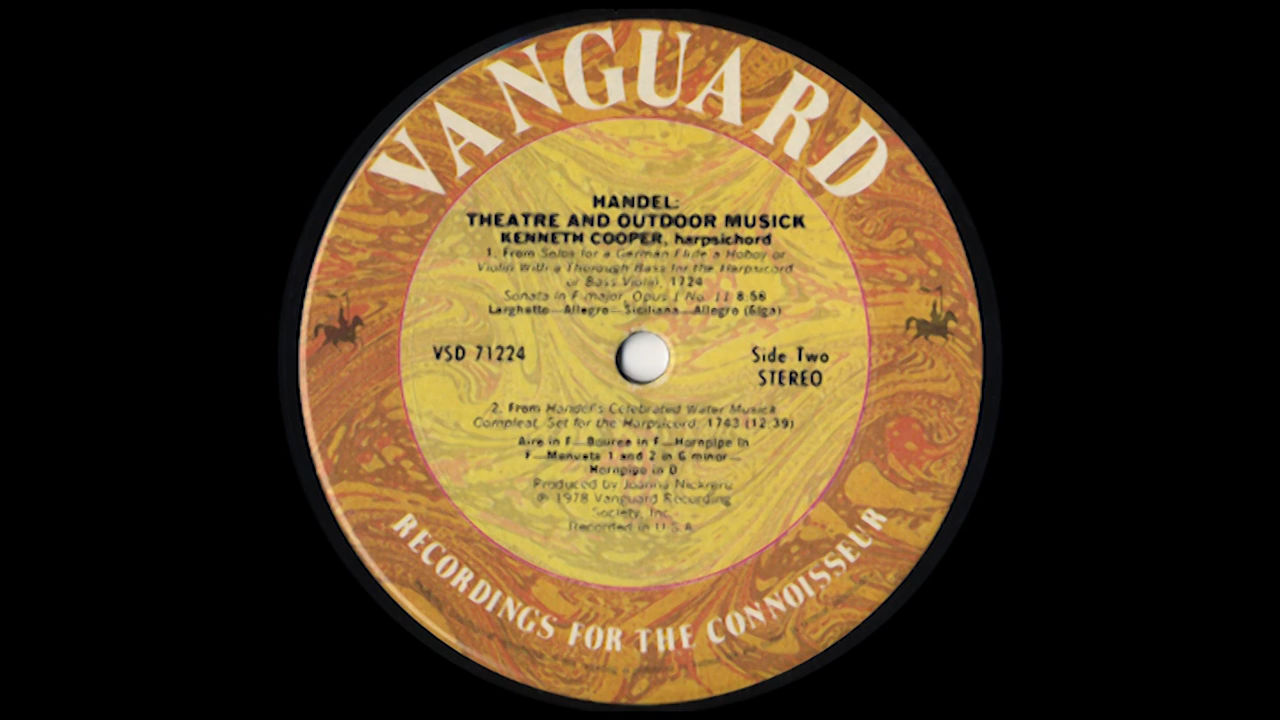 VANGUARD
HANDEL:
THEATRE AND OUTDOOR MUSICK
KENNETH COOPER, harpsichord
1. From Solos for a German Flute a Hoboy or
Violin With a Thorough Bass for the Harpsicord
or Bass Violin, 1724
Sonata in F major, Opus 1 No. 11 8:58
Larghetto—Allegro—Siciliana—Allegro (Giga)
VSD 71224
Side Two
STEREO
2. From Handel's Celebrated Water Musick
Compleat. Set for the Harpsicord, 1743 (12:39)
Aire in F—Bouree in F—Hornpipe in
F—Menuets 1 and 2 in G minor—
Hornpipe in D
Produced by Joanna Nickrenz
℗ 1978 Vanguard Recording
Society, Inc.
Recorded in U.S.A.
RECORDINGS FOR THE CONNOISSEUR